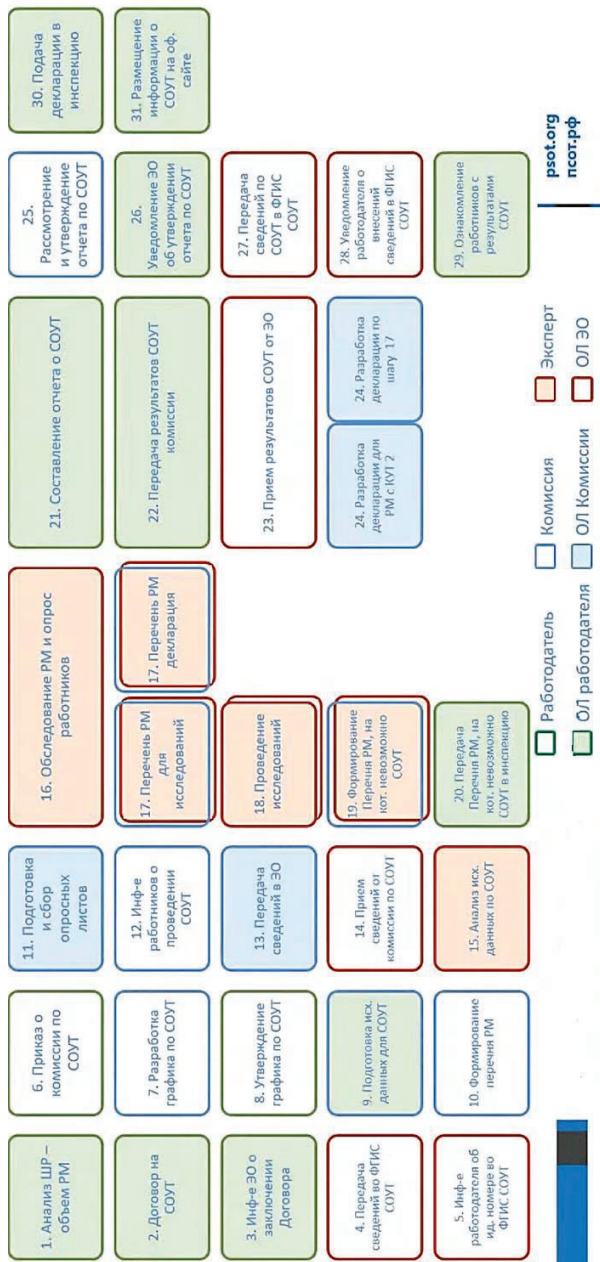 1. Анализ ШР –
объем РМ
2. Договор на
СОУТ
3. Инф-е ЭО о
заключении
Договора
4. Передача
сведений во ФГИС
СОУТ
5. Инф-е
работодателя об
ид. номере во
ФГИС СОУТ
6. Приказ о
комиссии по
СОУТ
7. Разработка
графика по СОУТ
8. Утверждение
графика по СОУТ
9. Подготовка исх.
данных для СОУТ
10. Формирование
перечня РМ
11. Подготовка
и сбор
опросных
листов
12. Инф-е
работников о
проведении
СОУТ
13. Передача
сведений в ЭО
14. Прием
сведений от
комиссии по СОУТ
15. Анализ исх.
данных по СОУТ
16. Обследование РМ и опрос
работников
17. Перечень РМ
для
исследований
17. Перечень РМ
декларация
18. Проведение
исследований
19. Формирование
Перечня РМ, на
кот. невозможно
СОУТ
20. Передача
Перечня РМ, на
кот. невозможно
СОУТ в инспекцию
21. Составление отчета о СОУТ
22. Передача результатов СОУТ
комиссии
23. Прием результатов СОУТ от ЭО
24. Разработка
декларации для
РМ с КУТ 2
24. Разработка
декларации по
шагу 17
25.
Рассмотрение
и утверждение
отчета по СОУТ
26.
Уведомление ЭО
об утверждении
отчета по СОУТ
27. Передача
сведений по
СОУТ в ФГИС
СОУТ
28. Уведомление
работодателя о
внесений
сведений в ФГИС
СОУТ
29. Ознакомление
работников с
результатами
СОУТ
30. Подача
декларации в
инспекцию
31. Размещение
информации о
СОУТ на оф.
сайте
Работодатель
Комиссия
Эксперт
ОЛ работодателя
ОЛ Комиссии
ОЛ ЭО
psot.org
псот.рф